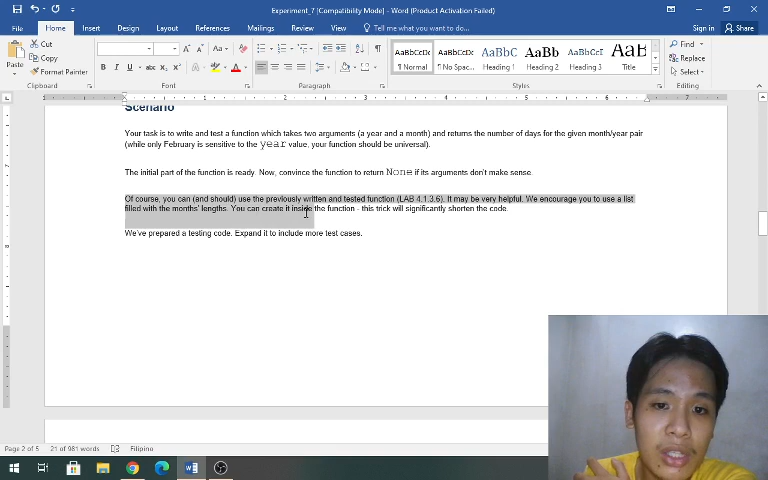 Experiment_7 [Compatibility Mode] - Word (Product Activation Failed)
File Home Insert Design Layout References Mailings Review View Tell me what you want to do... Sign in Share
Cut
Copy
Format Painter
Paste
Clipboard
Font
Paragraph
AaBbCcDc AaBbCcDc AaBbC AaBb AaBbCcI AaB
¶ Normal ¶ No Spac... Heading 1 Heading 2 Heading 3 Title
Styles
Find
Replace
Select
Editing
Scenario
Your task is to write and test a function which takes two arguments (a year and a month) and returns the number of days for the given month/year pair
(while only February is sensitive to the year value, your function should be universal).
The initial part of the function is ready. Now, convince the function to return None if its arguments don't make sense.
Of course, you can (and should) use the previously written and tested function (LAB 4.1.3.6). It may be very helpful. We encourage you to use a list
filled with the months' lengths. You can create it inside the function - this trick will significantly shorten the code.
We've prepared a testing code. Expand it to include more test cases.
Page 2 of 5 21 of 981 words Filipino